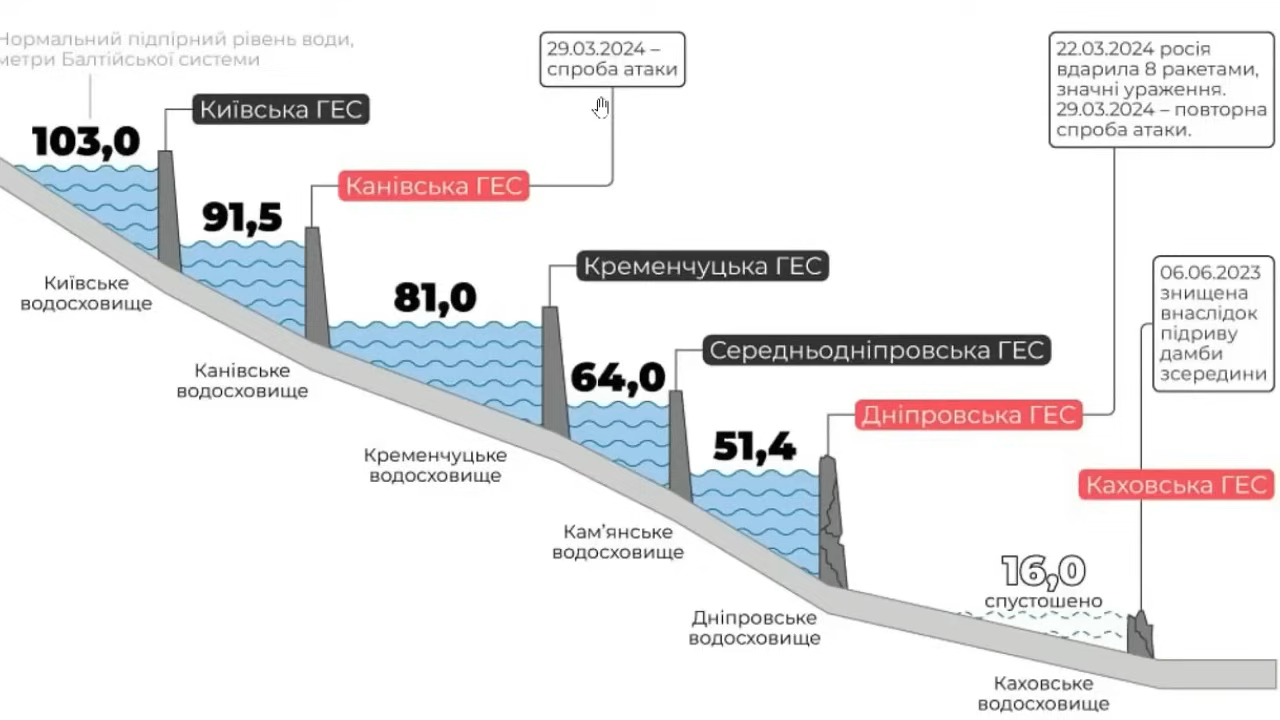 Нормальний підпірний рівень води,
метри Балтійської системи
29.03.2024 –
спроба атаки
22.03.2024 росія
вдарила 8 ракетами,
значні ураження.
29.03.2024 – повторна
спроба атаки.
Київська ГЕС
103,0
Канівська ГЕС
91,5
Кременчуцька ГЕС
81,0
Київське
водосховище
06.06.2023
знищена
внаслідок
підриву
дамби
зсередини
Середньодніпровська ГЕС
64,0
Канівське
водосховище
Дніпровська ГЕС
51,4
Кременчуцьке
водосховище
Каховська ГЕС
Кам’янське
водосховище
16,0
спустошено
Дніпровське
водосховище
Каховське
водосховище